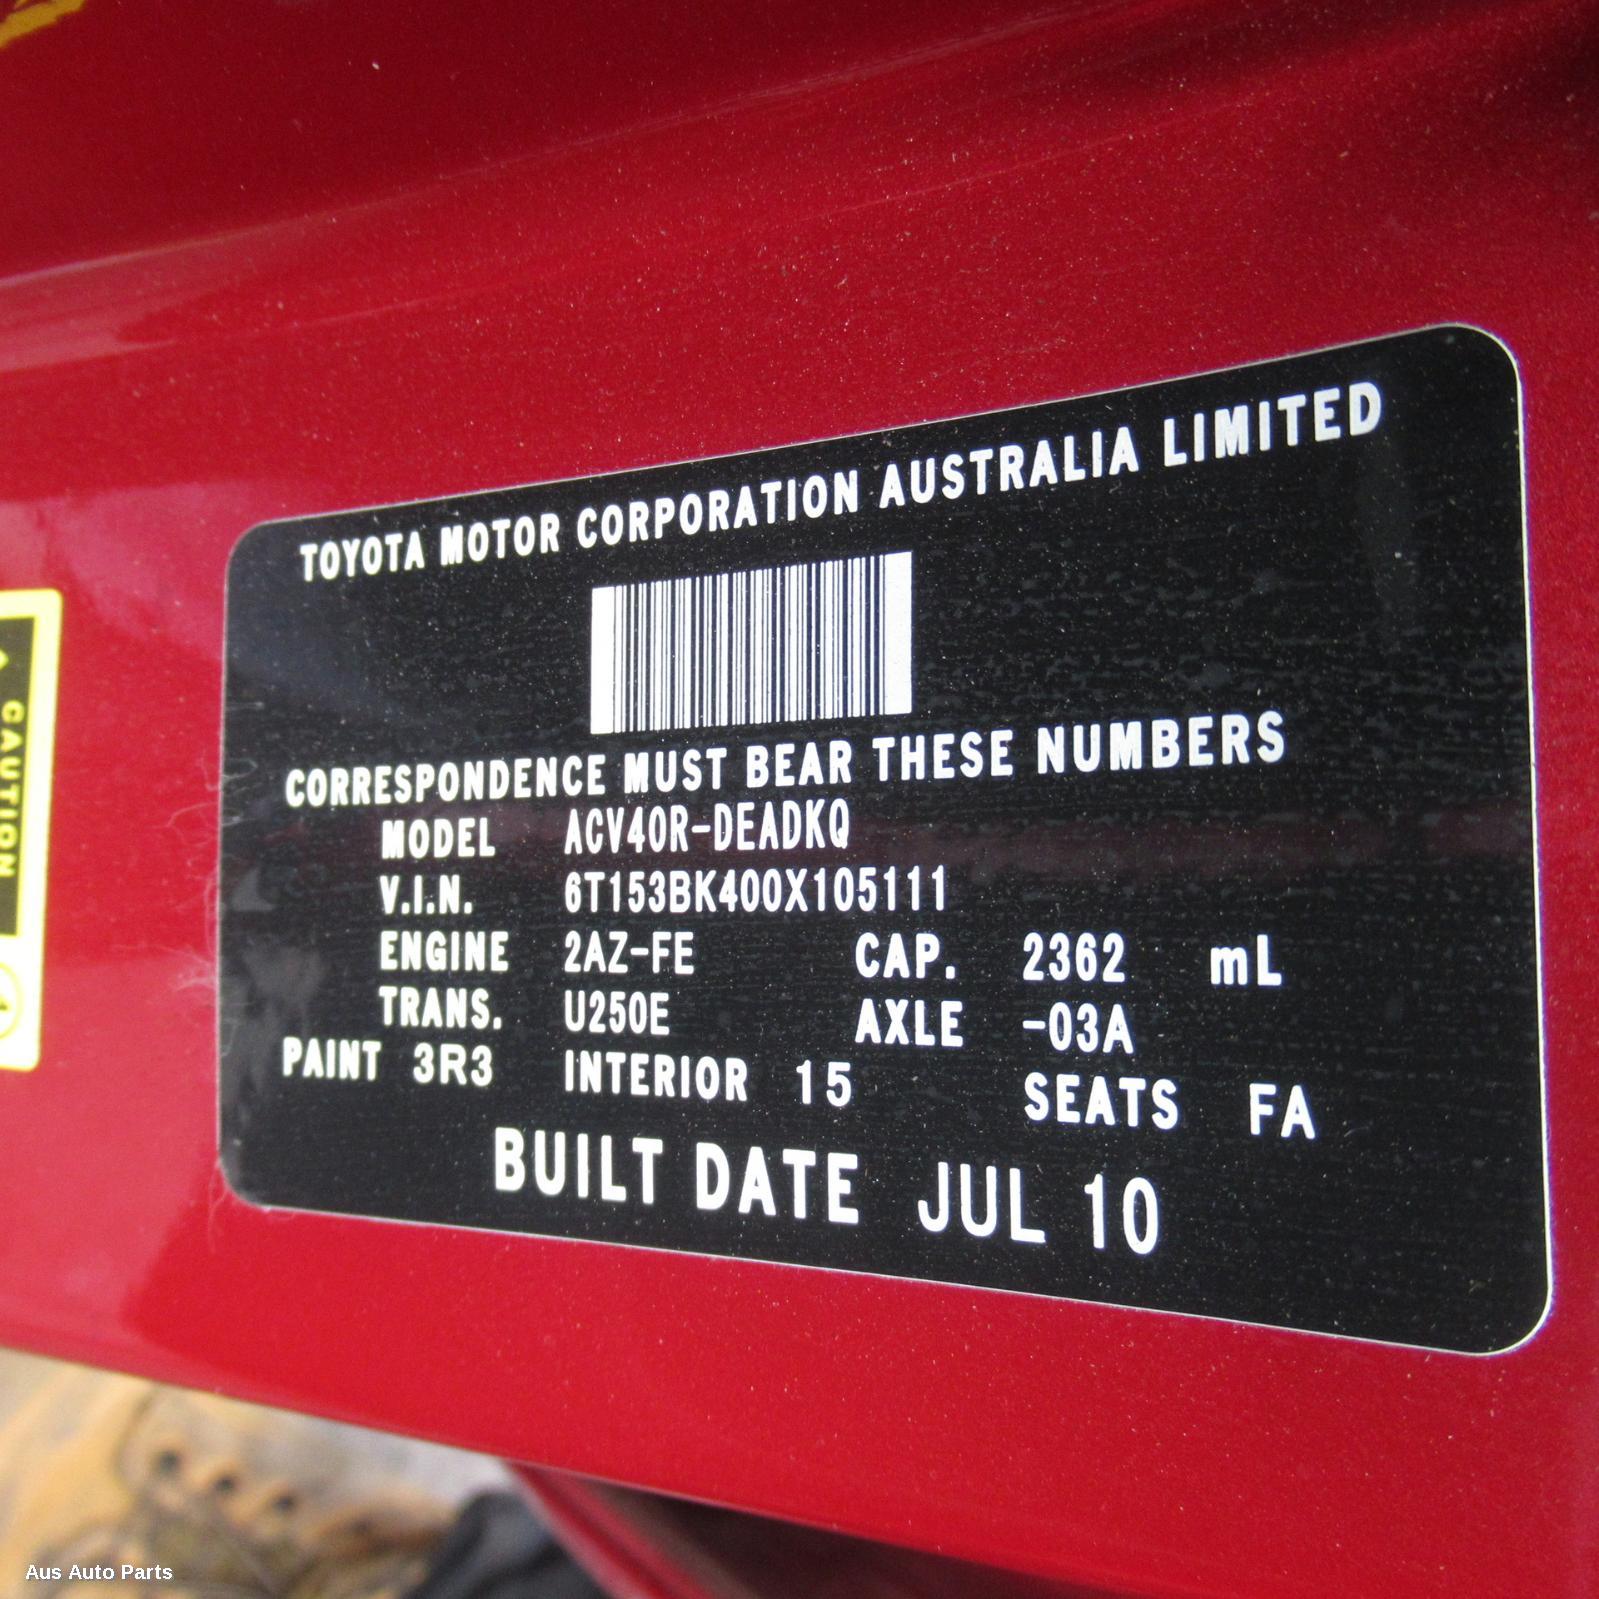 TOYOTA MOTOR CORPORATION AUSTRALIA LIMITED
CORRESPONDENCE MUST BEAR THESE NUMBERS
MODEL ACV40R-DEADKQ
V.I.N. 6T153BK400X105111
ENGINE 2AZ-FE CAP. 2362 mL
TRANS. U250E AXLE -03A
PAINT 3R3 INTERIOR 15 SEATS FA
BUILT DATE JUL 10
CAUTION
Aus Auto Parts